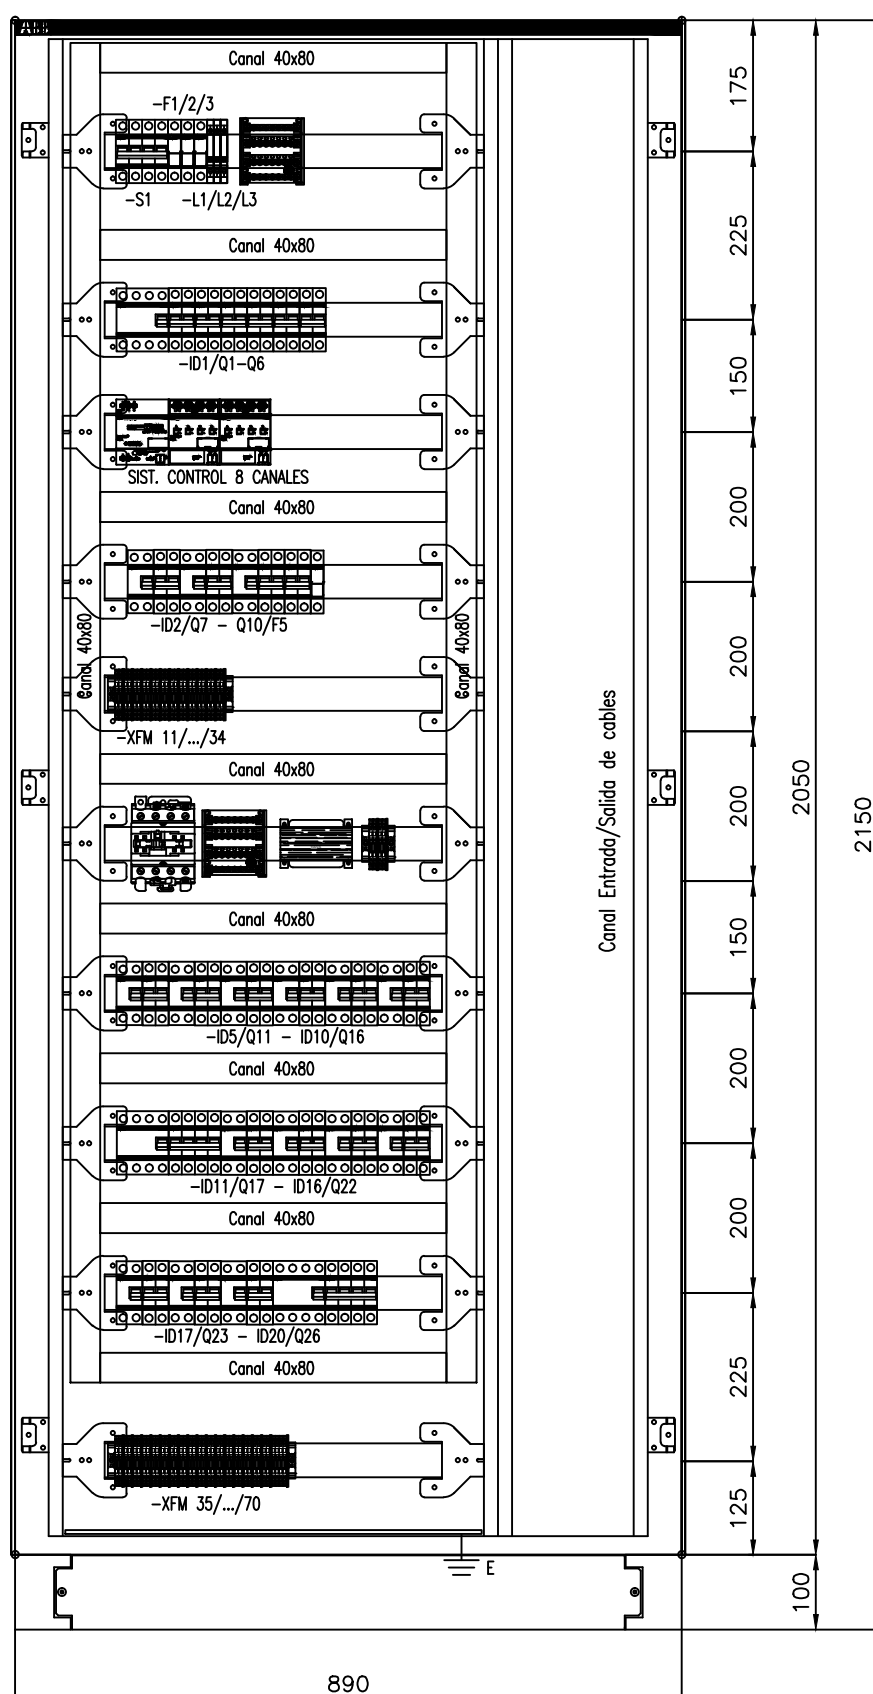 ABB
Canal 40x80
-F1/2/3
-S1
-L1/L2/L3
Canal 40x80
-ID1/Q1-Q6
SIST. CONTROL 8 CANALES
Canal 40x80
-ID2/Q7 - Q10/F5
Canal 40x80
Canal 40x80
-XFM 11/.../34
Canal 40x80
Canal 40x80
-ID5/Q11 - ID10/Q16
Canal 40x80
-ID11/Q17 - ID16/Q22
Canal 40x80
-ID17/Q23 - ID20/Q26
Canal 40x80
-XFM 35/.../70
E
Canal Entrada/Salida de cables
175
225
150
200
200
200
150
200
200
225
125
2050
100
2150
890